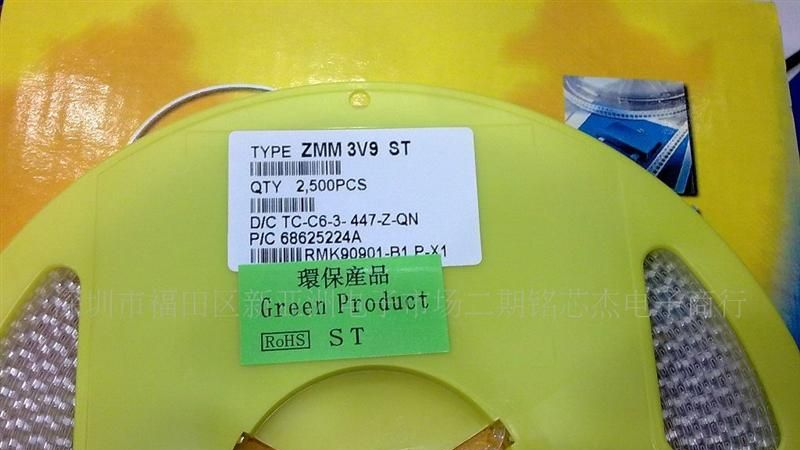 TYPE ZMM 3V9 ST
QTY 2,500PCS
D/C TC-C6-3- 447-Z-QN
P/C 68625224A
RMK90901-B1 P-X1
環保産品
Green Product
RoHS ST
深圳市福田区新亚洲电子市场二期铭芯杰电子商行